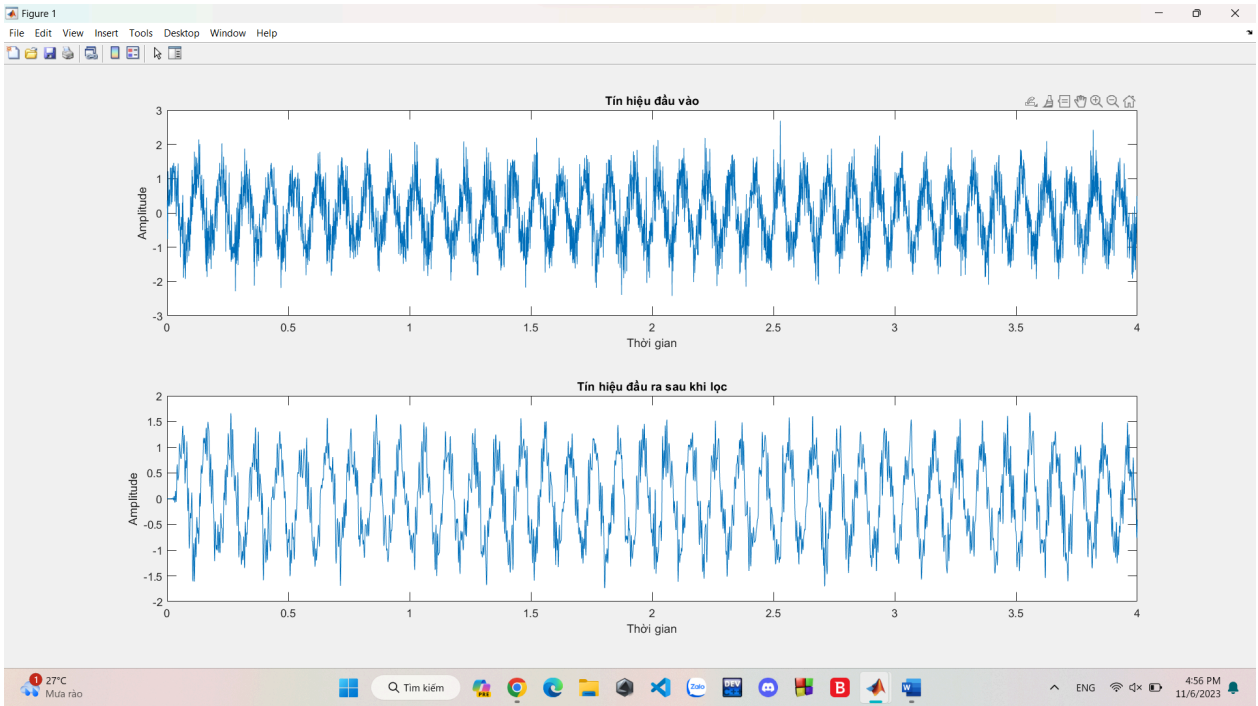 Figure 1
File Edit View Insert Tools Desktop Window Help
Tín hiệu đầu vào
3
2
1
0
-1
-2
-3
Amplitude
0 0.5 1 1.5 2 2.5 3 3.5 4
Thời gian
Tín hiệu đầu ra sau khi lọc
2
1.5
1
0.5
0
-0.5
-1
-1.5
-2
Amplitude
0 0.5 1 1.5 2 2.5 3 3.5 4
Thời gian
1
27°C
Mưa rào
Tìm kiếm
PRE
Zalo
DEV
B
W
ENG
4:56 PM
11/6/2023